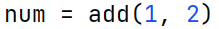 num = add(1, 2)